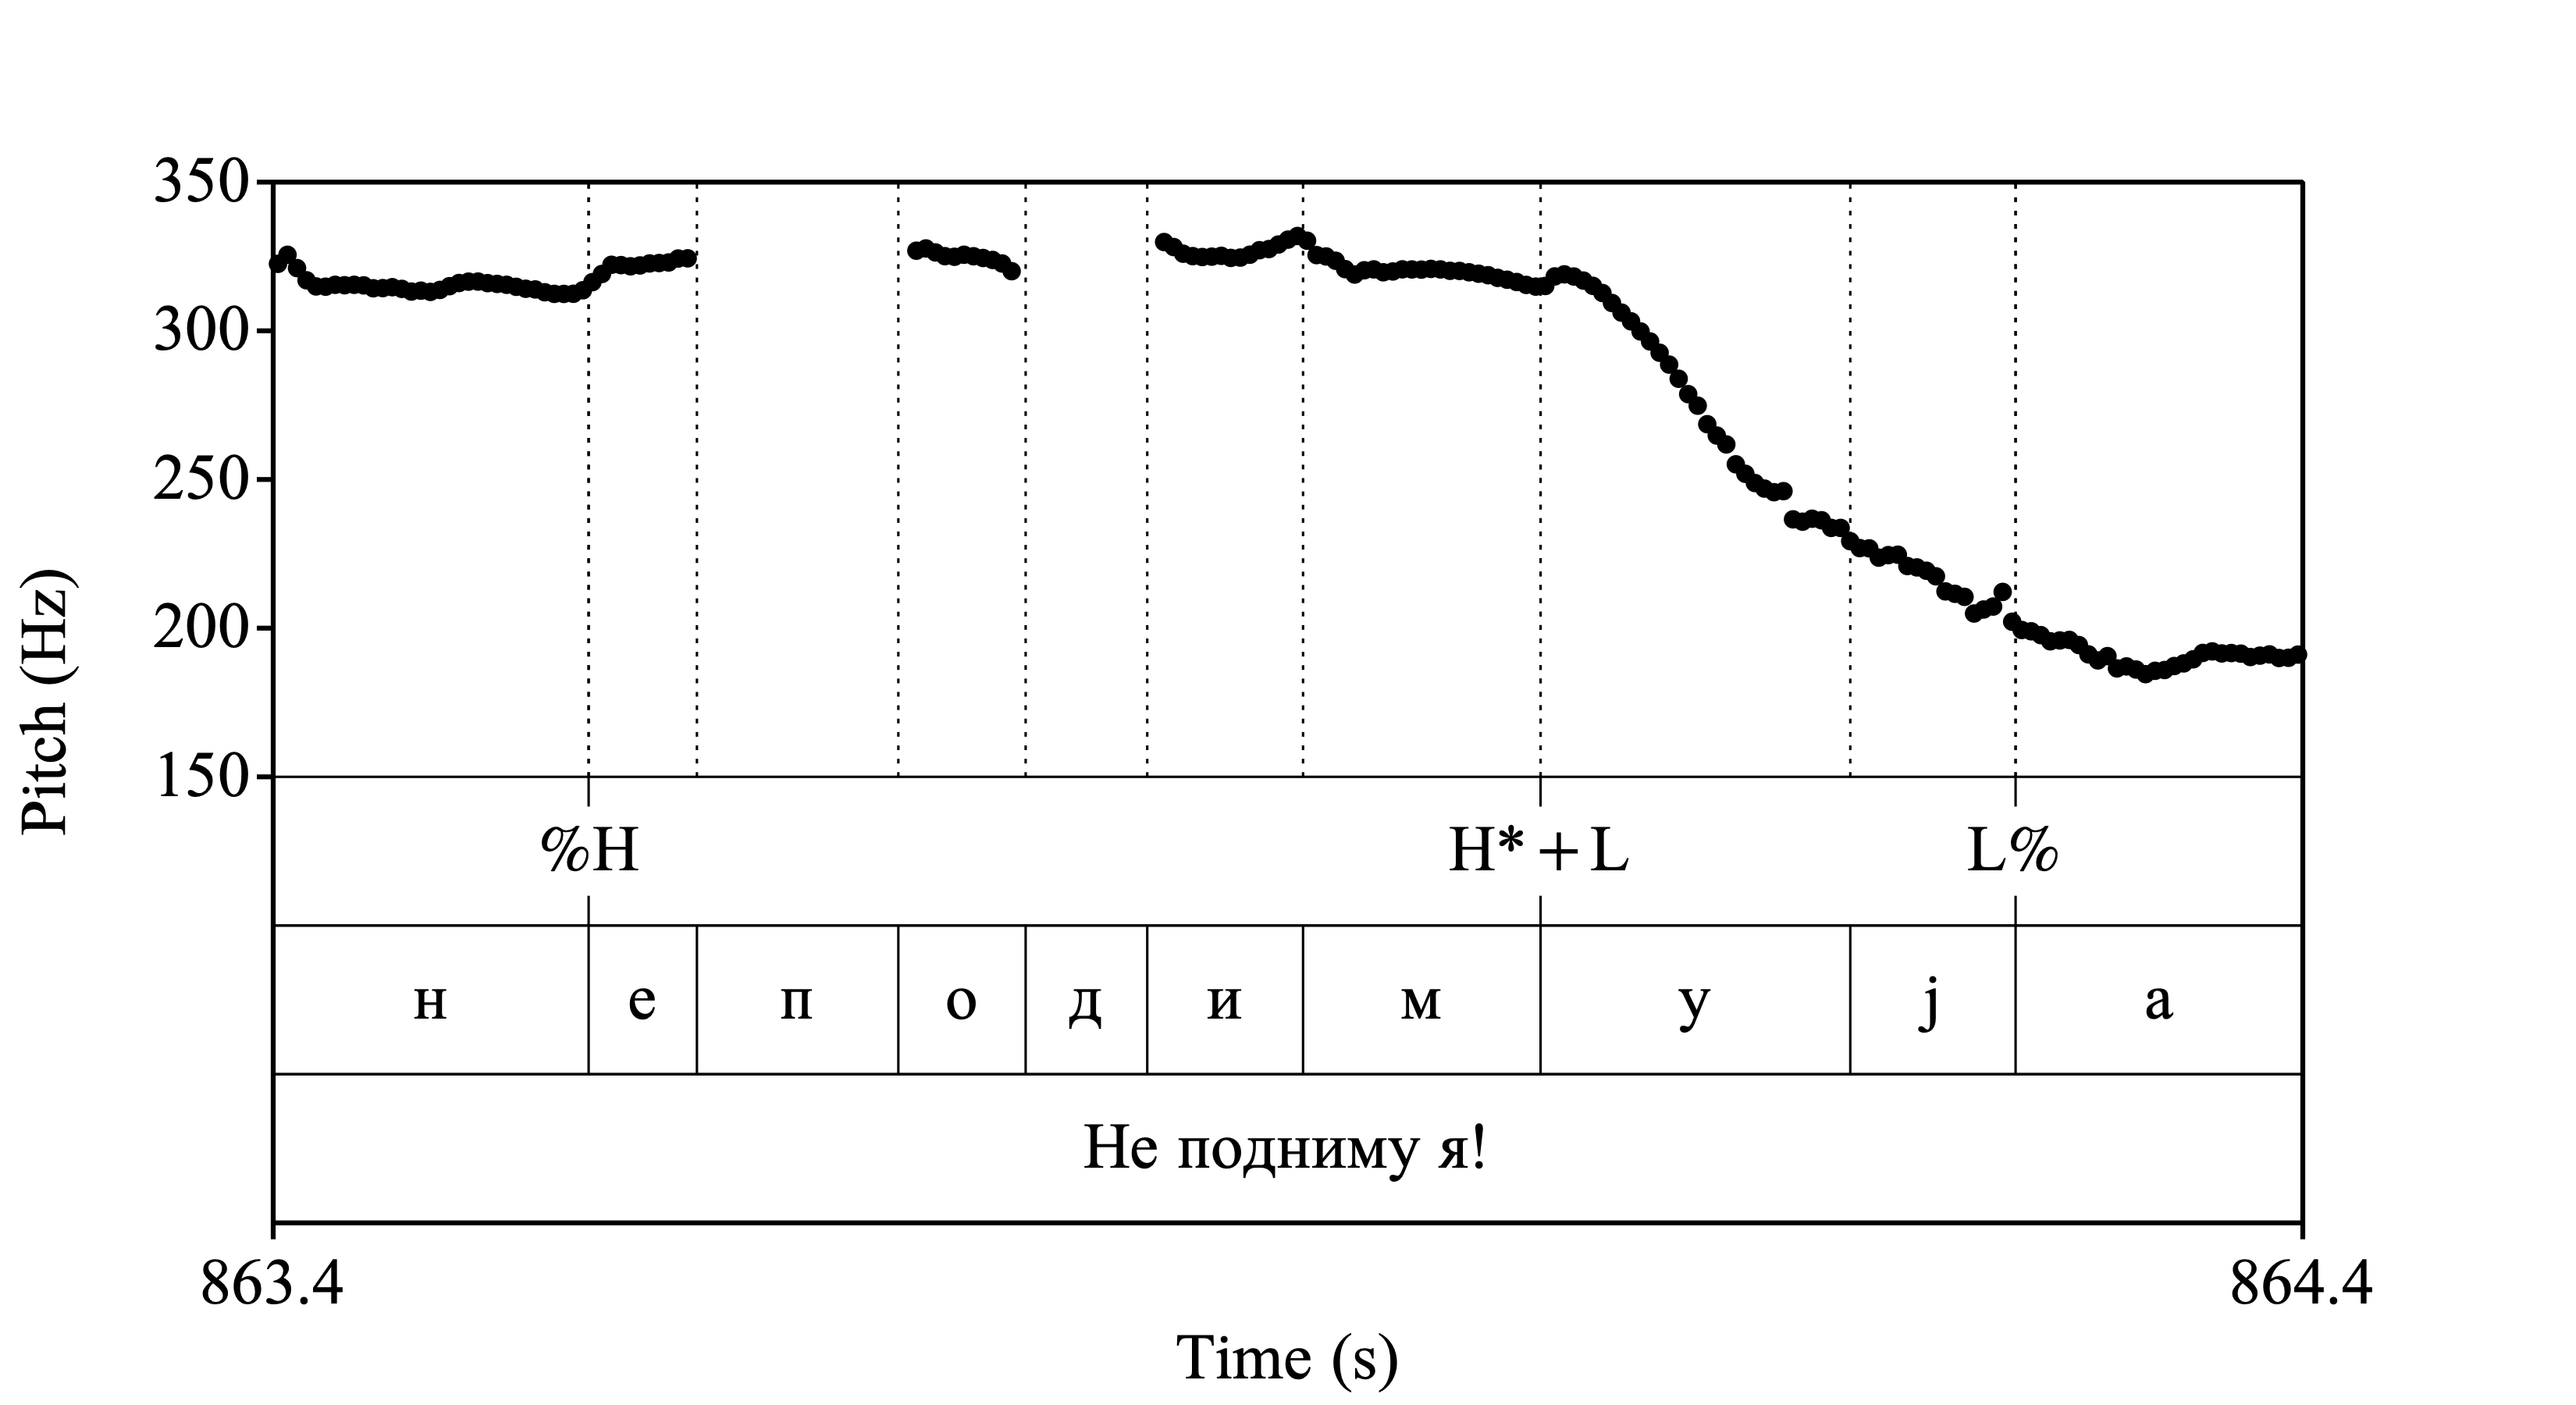 350
300
250
200
150
Pitch (Hz)
%H H*+L L%
н е п о д и м у j а
Не подниму я!
863.4 864.4
Time (s)